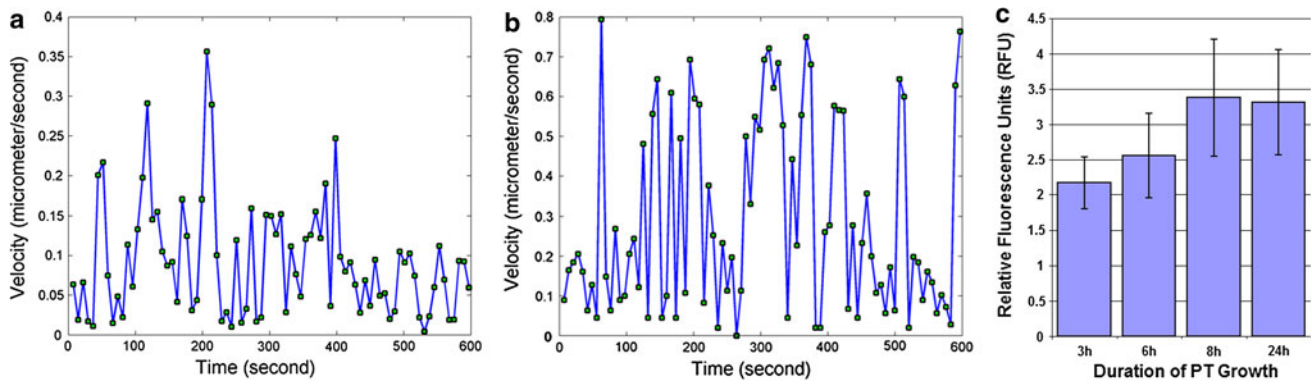 a
Velocity (micrometer/second)
0.4
0.35
0.3
0.25
0.2
0.15
0.1
0.05
0
0 100 200 300 400 500 600
Time (second)
b
Velocity (micrometer/second)
0.8
0.7
0.6
0.5
0.4
0.3
0.2
0.1
0
0 100 200 300 400 500 600
Time (second)
c
Relative Fluorescence Units (RFU)
4.5
4
3.5
3
2.5
2
1.5
1
0.5
0
3h 6h 8h 24h
Duration of PT Growth